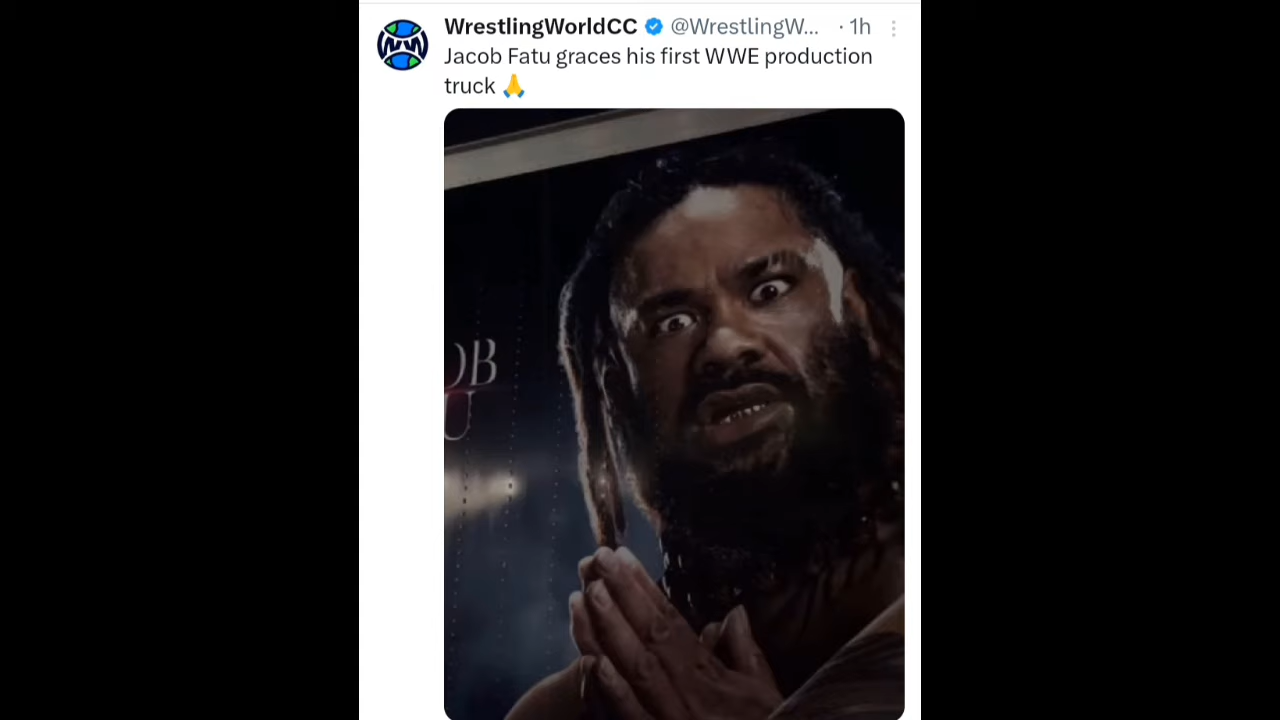 WrestlingWorldCC @WrestlingW... · 1h
Jacob Fatu graces his first WWE production
truck 🙏
OB
U